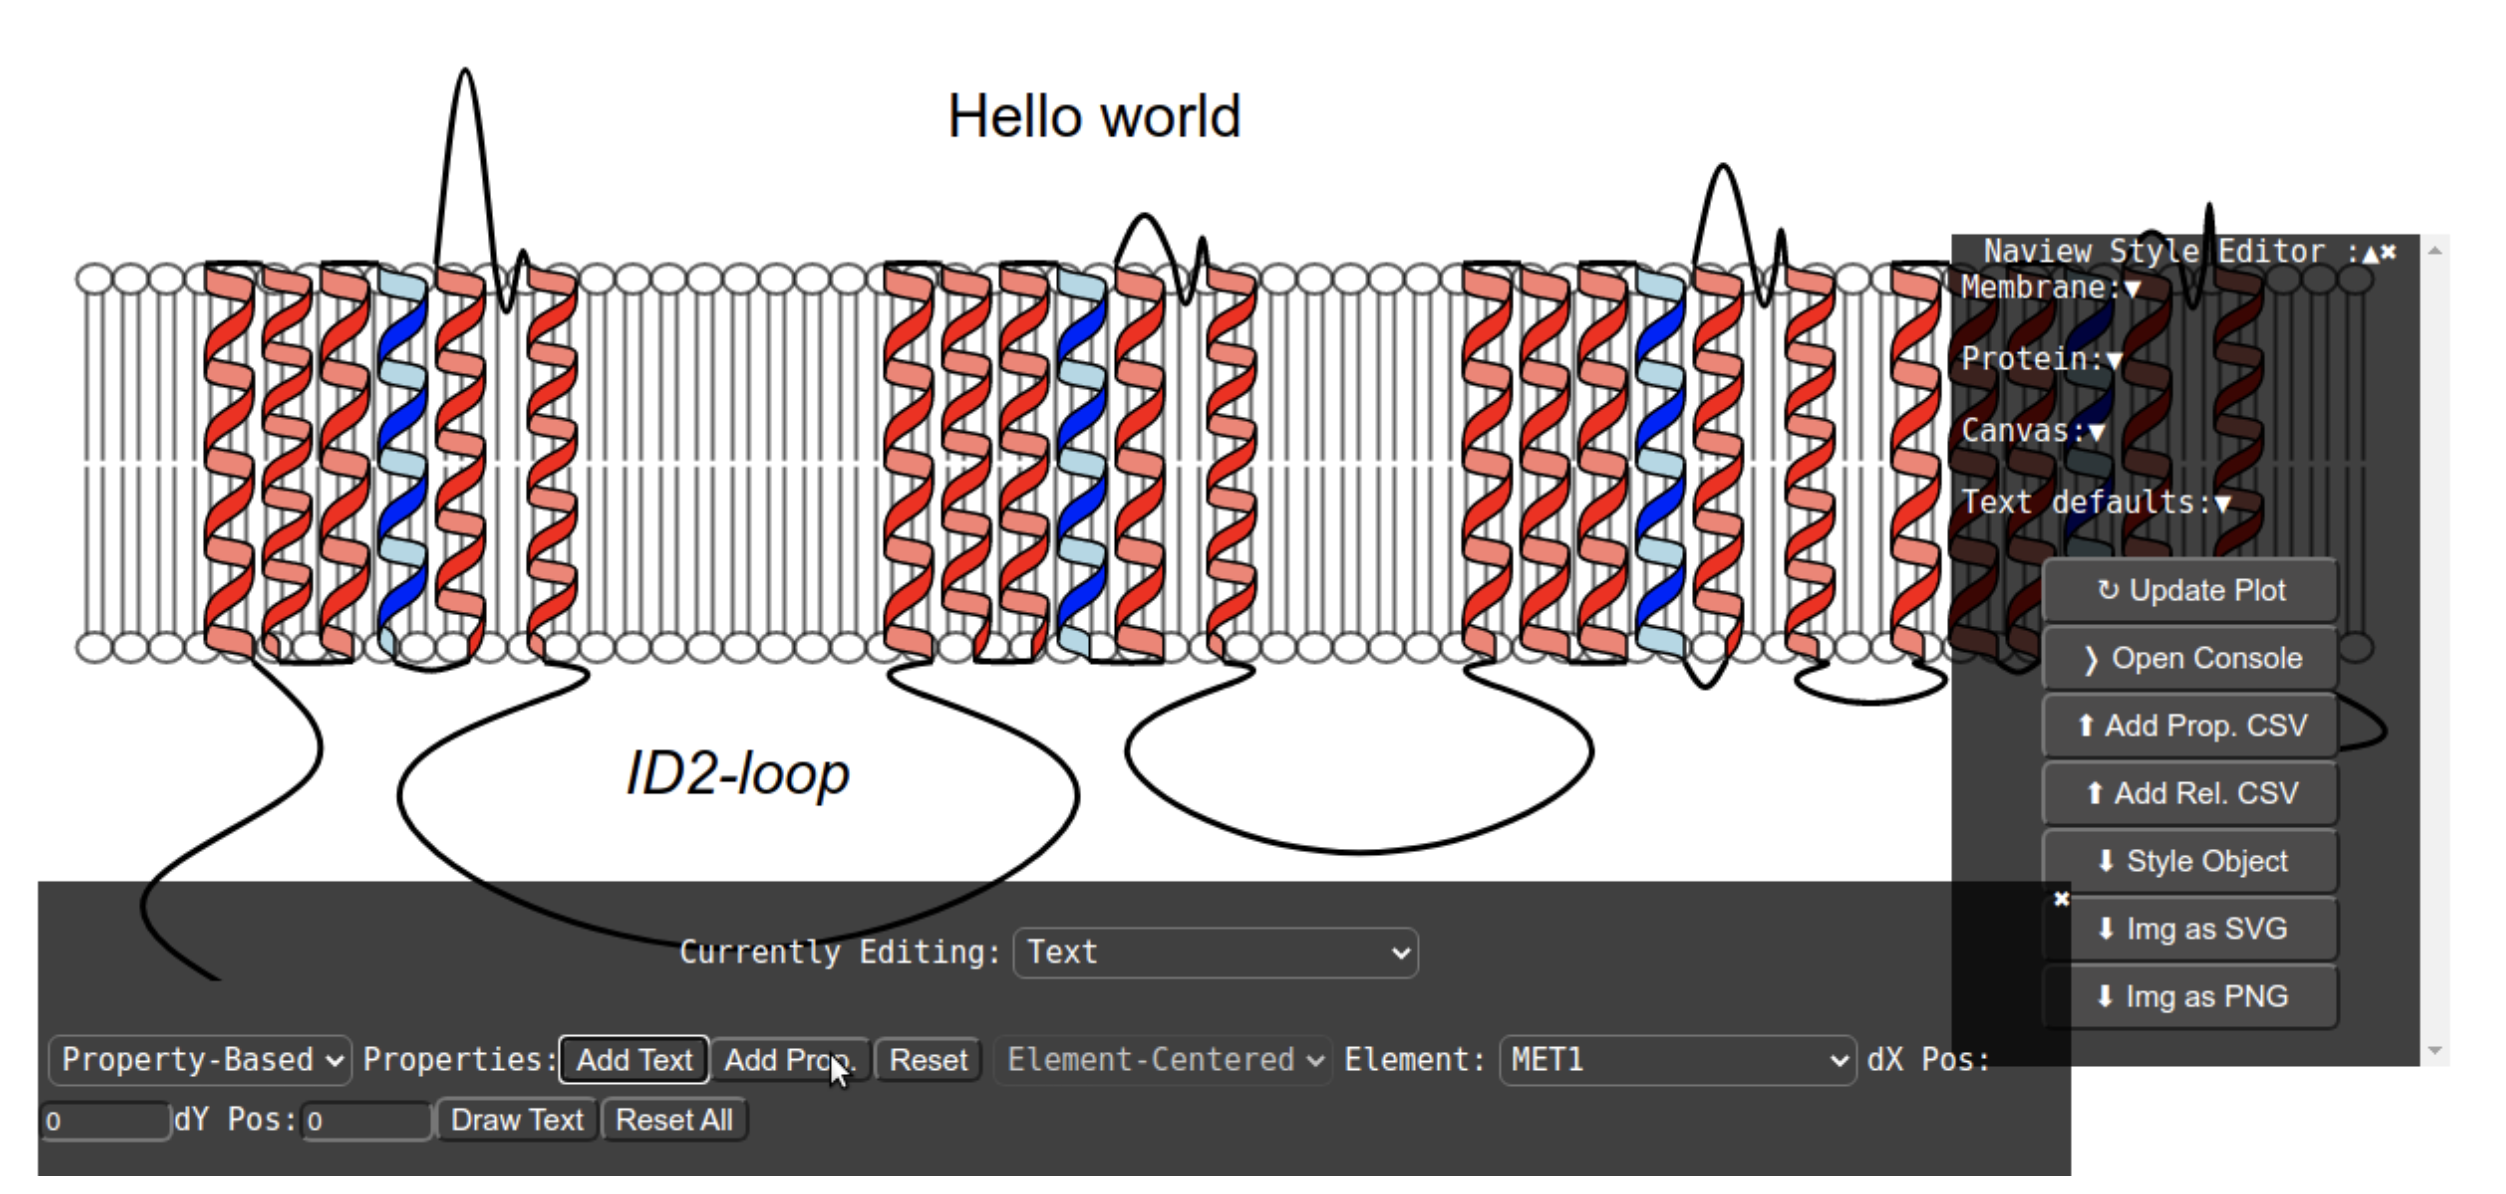 Hello world
Naview Style Editor :▲✖
Membrane:▼
Protein:▼
Canvas:▼
Text defaults:▼
↻ Update Plot
❭ Open Console
⬆ Add Prop. CSV
⬆ Add Rel. CSV
⬇ Style Object
⬇ Img as SVG
⬇ Img as PNG
ID2-loop
✖
Currently Editing: Text
Property-Based Properties: Add Text Add Prop. Reset Element-Centered Element: MET1 dX Pos:
0 dY Pos: 0 Draw Text Reset All